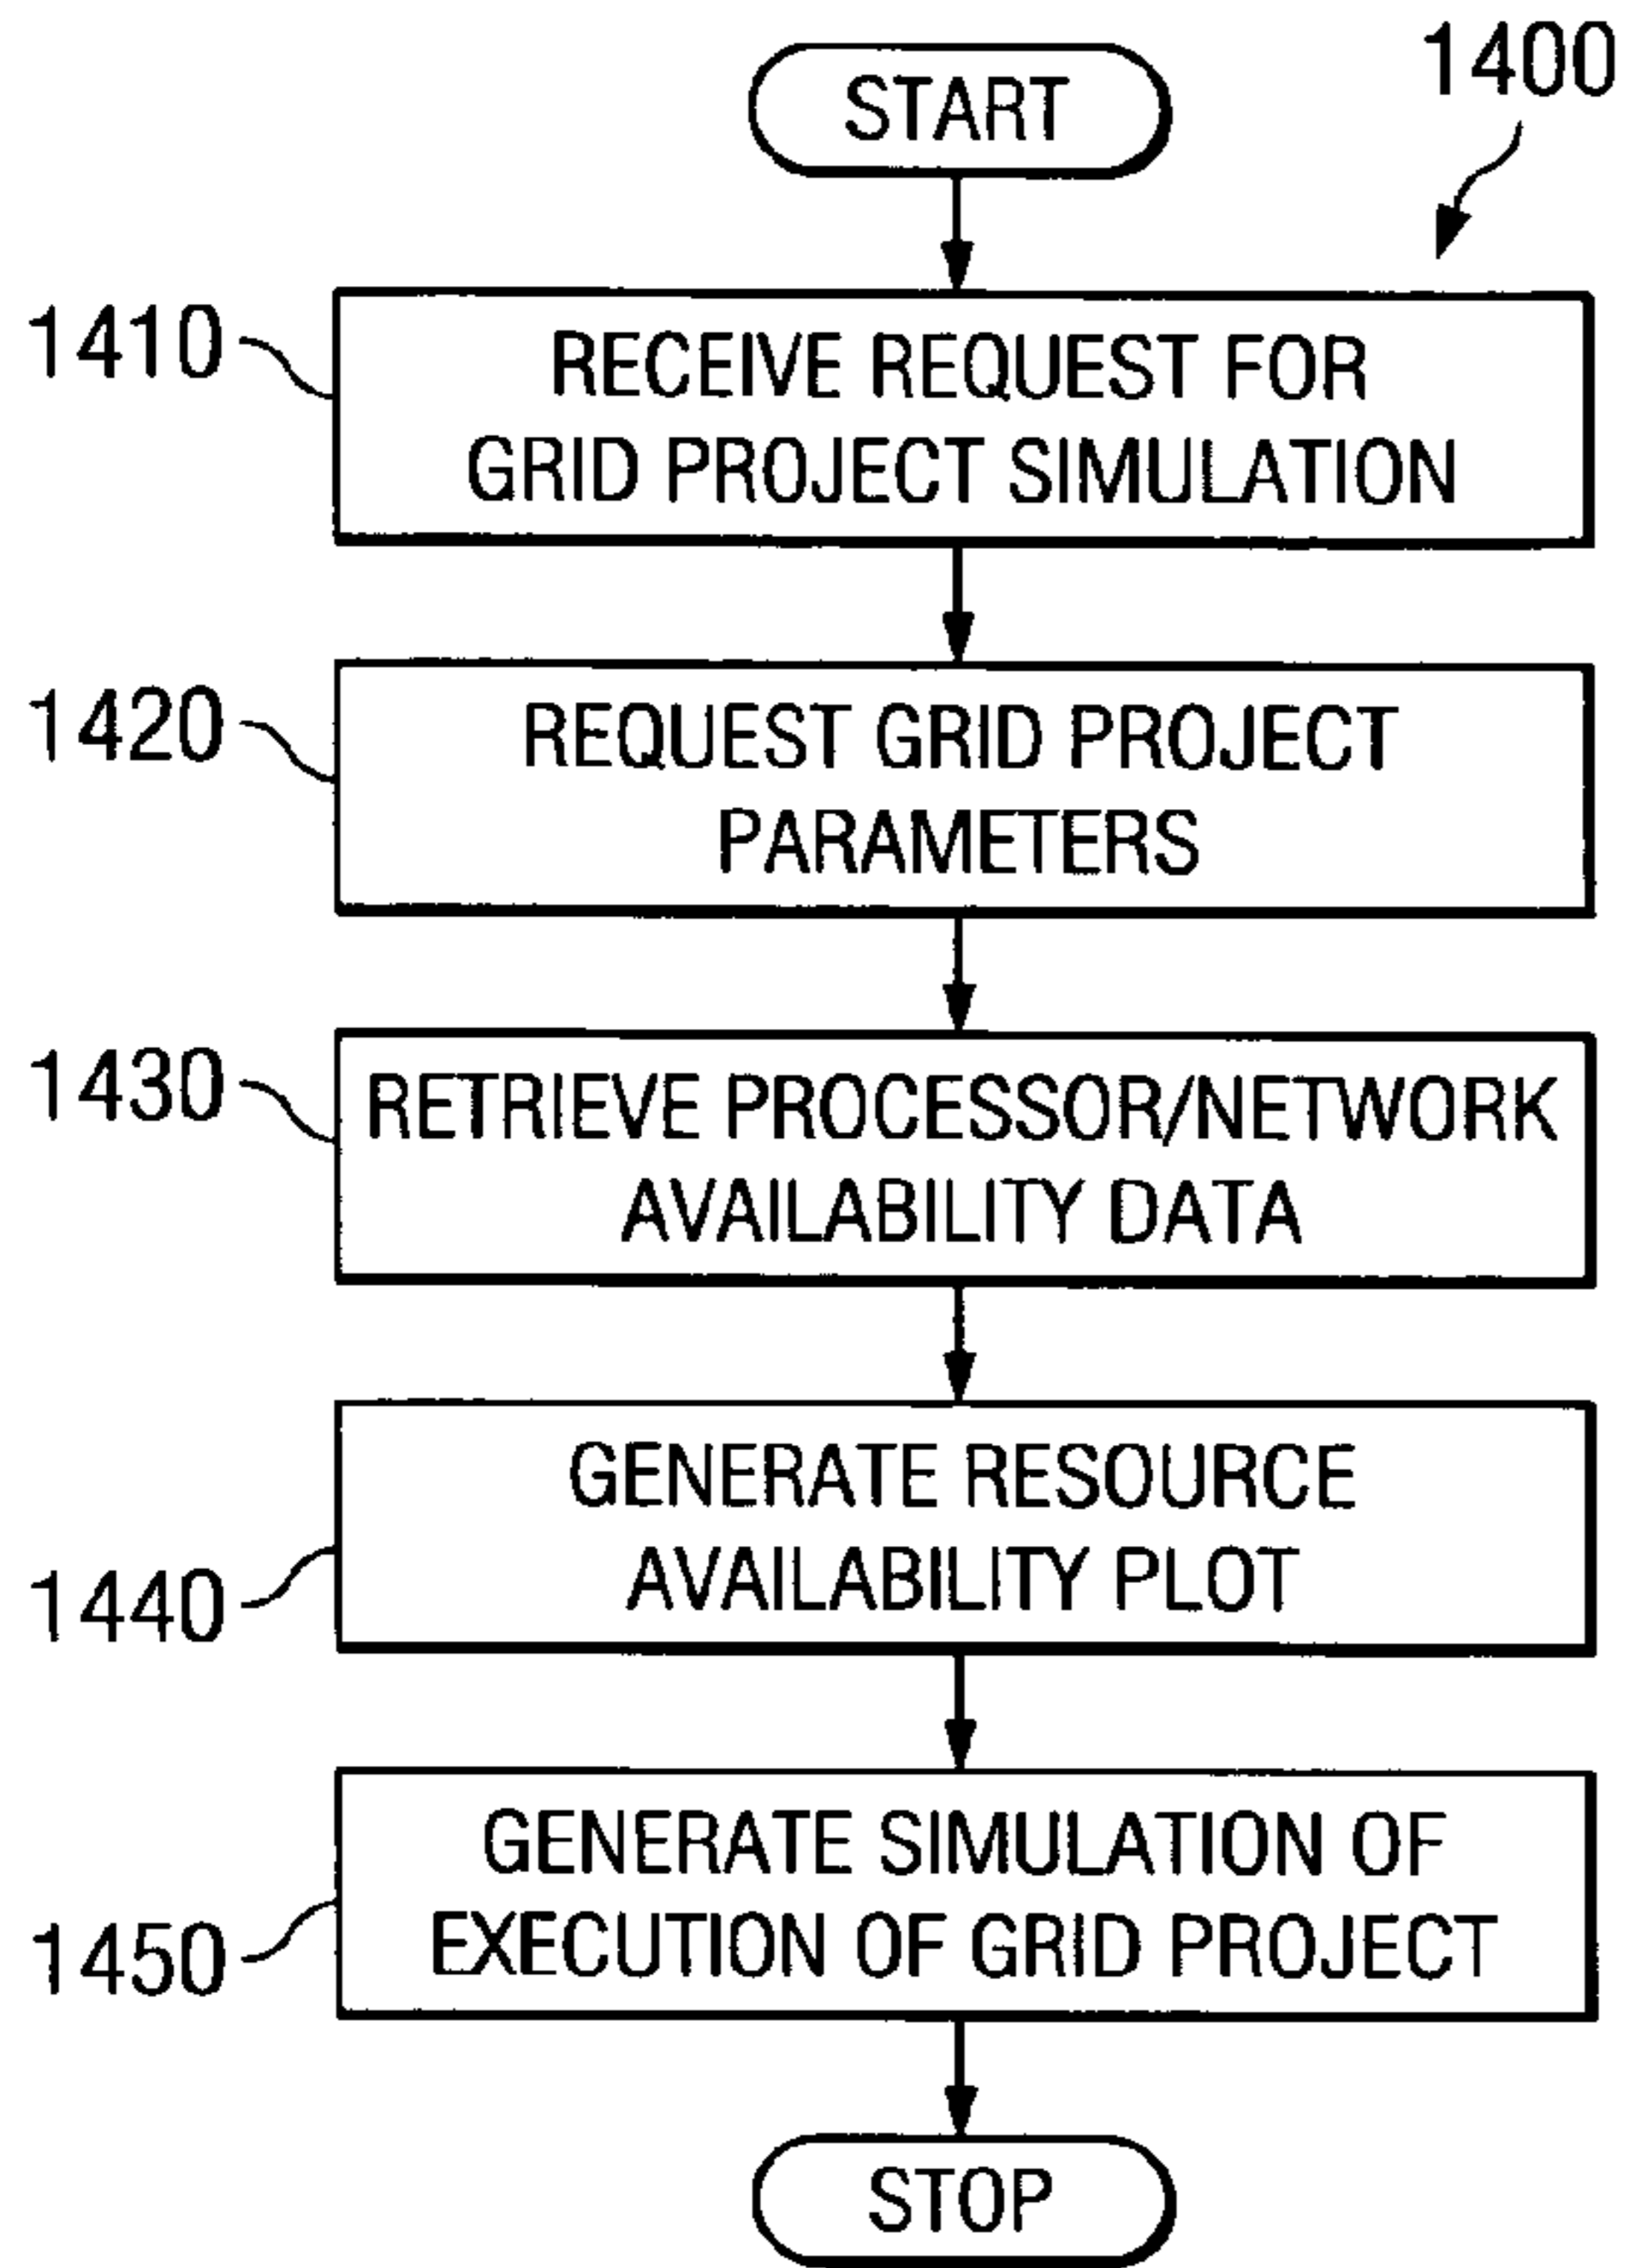 1400
START
1410
RECEIVE REQUEST FOR
GRID PROJECT SIMULATION
1420
REQUEST GRID PROJECT
PARAMETERS
1430
RETRIEVE PROCESSOR/NETWORK
AVAILABILITY DATA
1440
GENERATE RESOURCE
AVAILABILITY PLOT
1450
GENERATE SIMULATION OF
EXECUTION OF GRID PROJECT
STOP